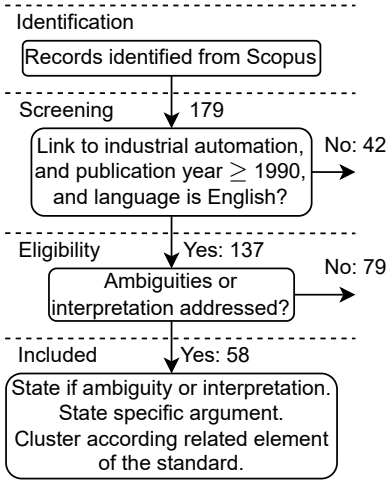 Identification
Records identified from Scopus
Screening
179
Link to industrial automation,
and publication year ≥ 1990,
and language is English?
No: 42
Eligibility
Yes: 137
Ambiguities or
interpretation addressed?
No: 79
Included
Yes: 58
State if ambiguity or interpretation.
State specific argument.
Cluster according related element
of the standard.